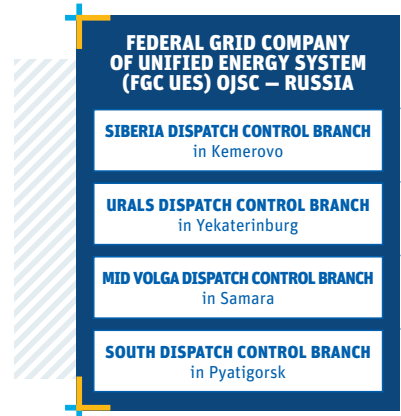 FEDERAL GRID COMPANY
OF UNIFIED ENERGY SYSTEM
(FGC UES) OJSC — RUSSIA
SIBERIA DISPATCH CONTROL BRANCH
in Kemerovo
URALS DISPATCH CONTROL BRANCH
in Yekaterinburg
MID VOLGA DISPATCH CONTROL BRANCH
in Samara
SOUTH DISPATCH CONTROL BRANCH
in Pyatigorsk